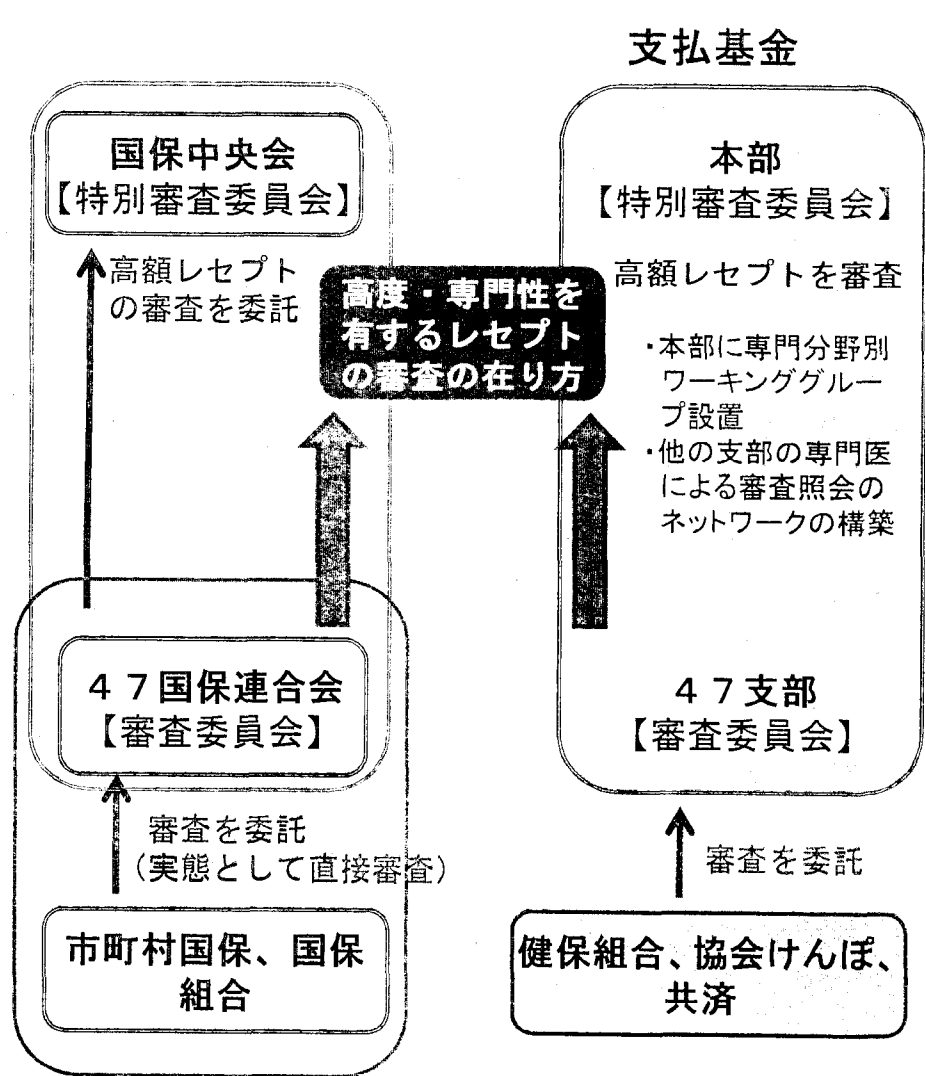 支払基金
国保中央会
【特別審査委員会】
高額レセプト
の審査を委託
高度・専門性を
有するレセプト
の審査の在り方
４７国保連合会
【審査委員会】
審査を委託
（実態として直接審査）
市町村国保、国保
組合
本部
【特別審査委員会】
高額レセプトを審査
・本部に専門分野別
ワーキンググルー
プ設置
・他の支部の専門医
による審査照会の
ネットワークの構築
４７支部
【審査委員会】
審査を委託
健保組合、協会けんぽ、
共済